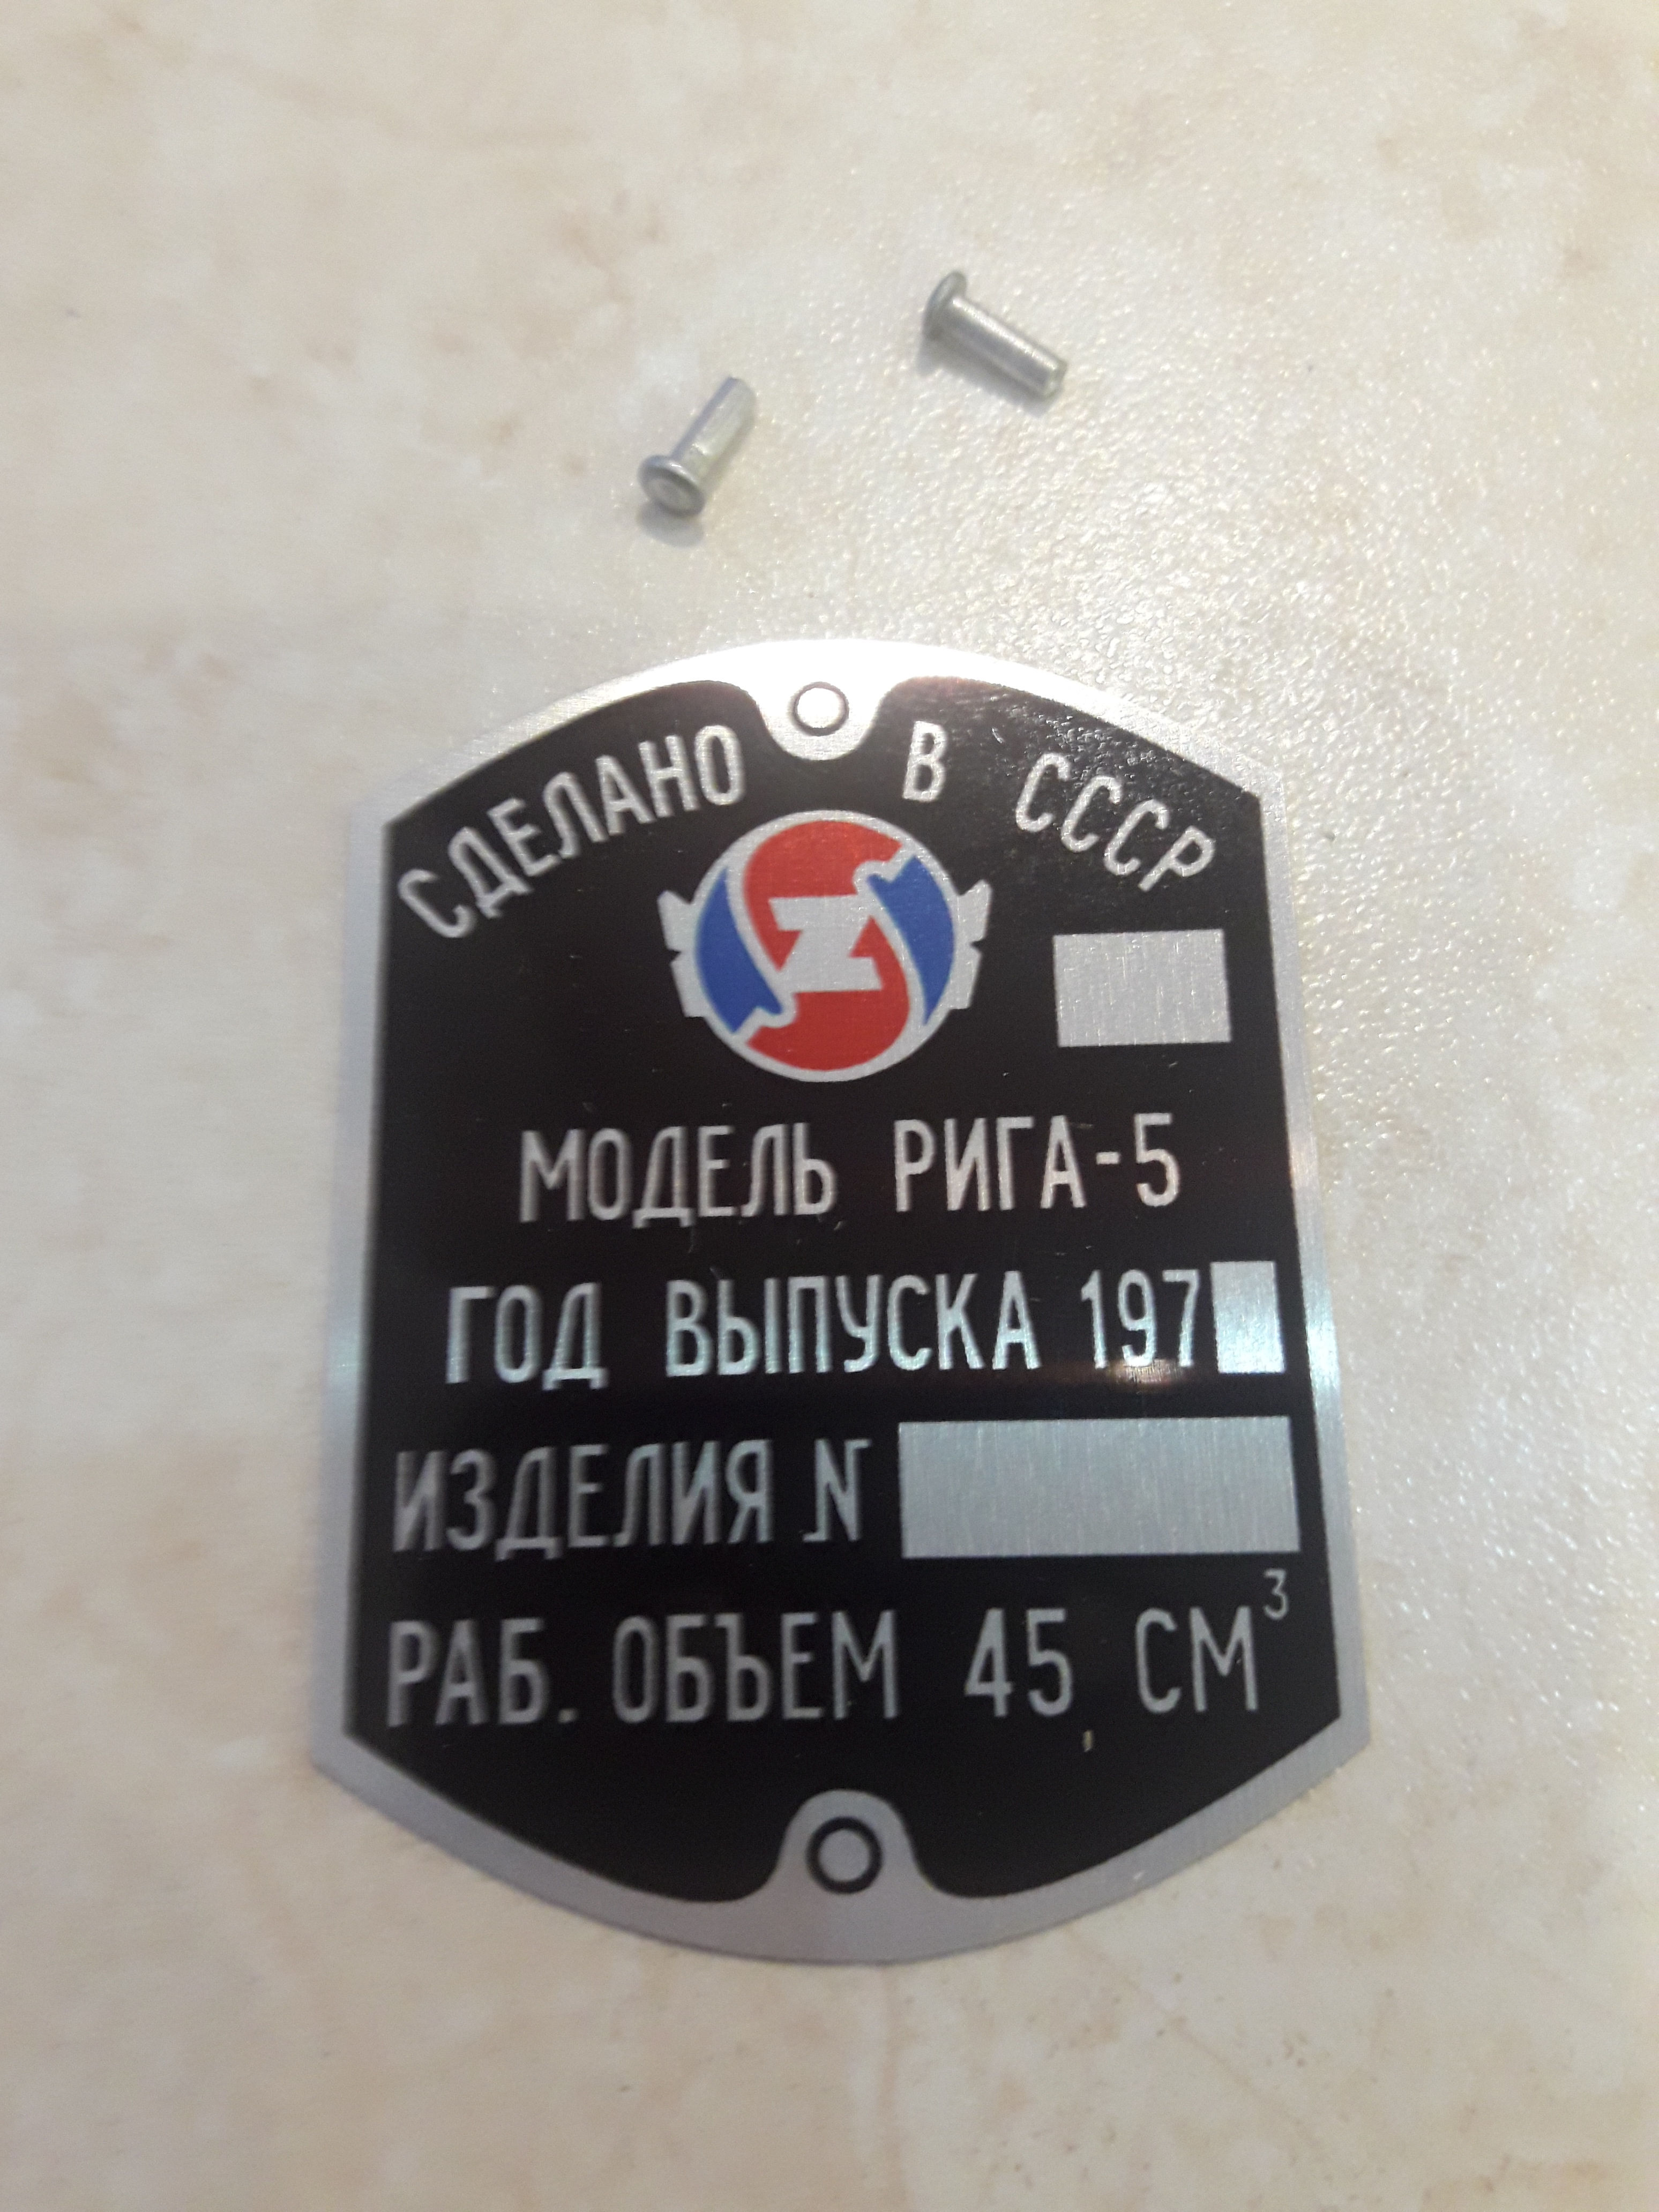 СДЕЛАНО В СССР
Z
МОДЕЛЬ РИГА-5
ГОД ВЫПУСКА 197
ИЗДЕЛИЯ N
РАБ. ОБЪЕМ 45 СМ³